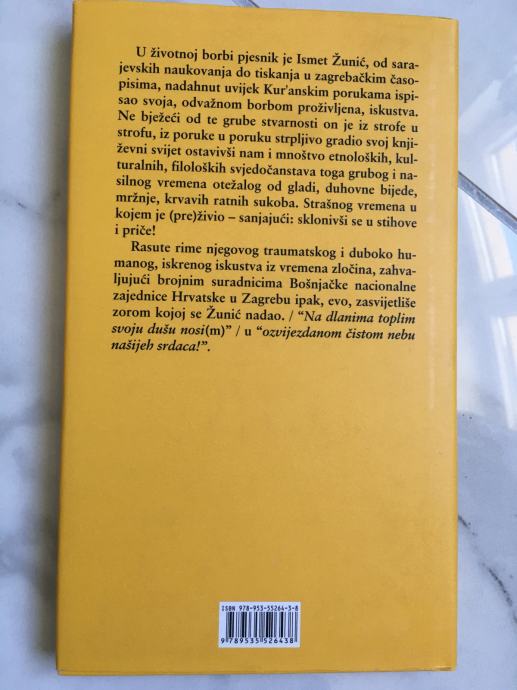 U životnoj borbi pjesnik je Ismet Žunić, od sara-
jevskih naukovanja do tiskanja u zagrebačkim časo-
pisima, nadahnut uvijek Kur'anskim porukama ispi-
sao svoja, odvažnom borbom proživljena, iskustva.
Ne bježeći od te grube stvarnosti on je iz strofe u
strofu, iz poruke u poruku strpljivo gradio svoj knji-
ževni svijet ostavivši nam i mnoštvo etnoloških, kul-
turalnih, filoloških svjedočanstava toga grubog i na-
silnog vremena otežalog od gladi, duhovne bijede,
mržnje, krvavih ratnih sukoba. Strašnog vremena u
kojem je (pre)živio – sanjajući: sklonivši se u stihove
i priče!
Rasute rime njegovog traumatskog i duboko hu-
manog, iskrenog iskustva iz vremena zločina, zahva-
ljujući brojnim suradnicima Bošnjačke nacionalne
zajednice Hrvatske u Zagrebu ipak, evo, zasvijetliše
zorom kojoj se Žunić nadao. / “Na dlanima toplim
svoju dušu nosi(m)” / u “ozvijezdanom čistom nebu
našijeh srdaca!”.
ISBN 978-953-55264-3-8
9 789535 526438